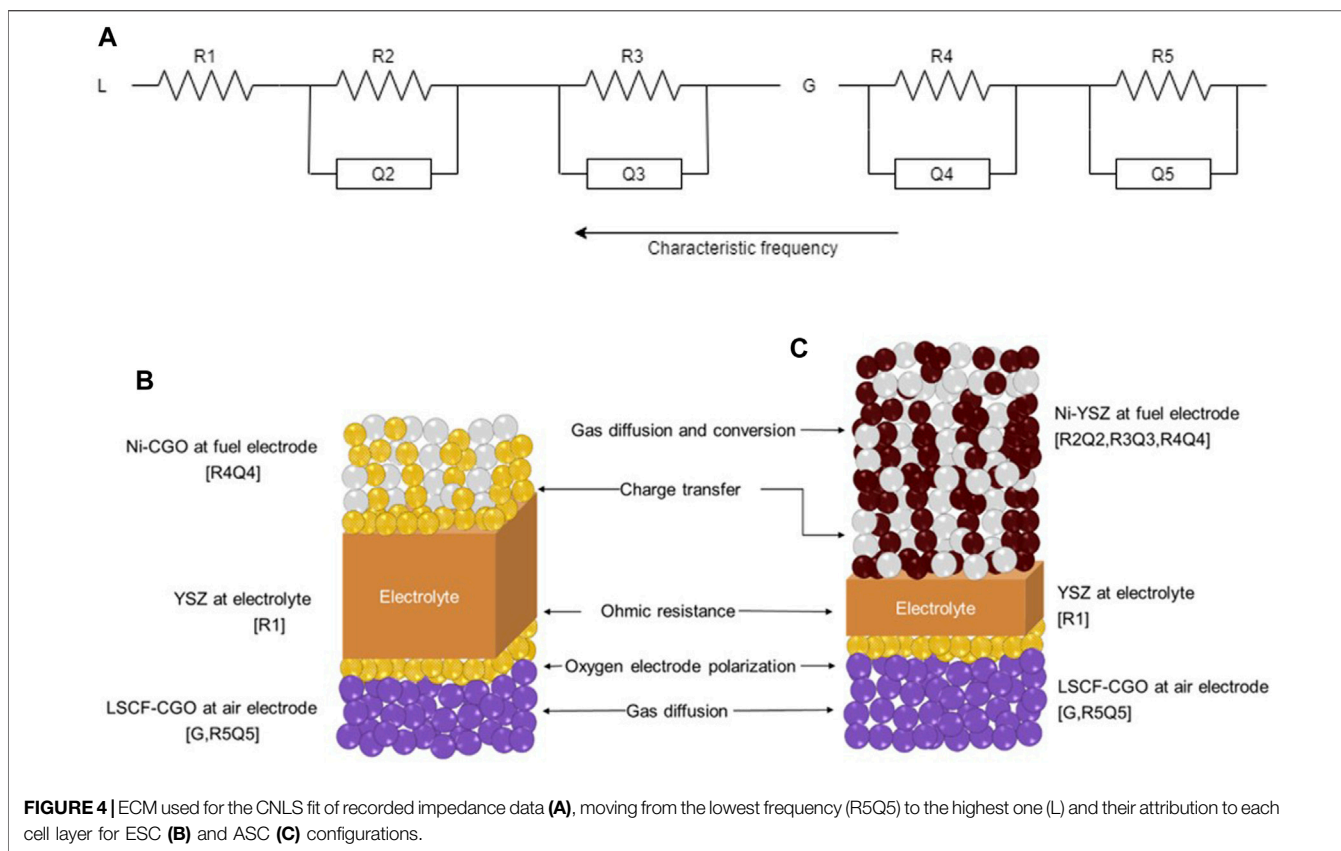 A
L
R1
R2
R3
G
R4
R5
Q2
Q3
Q4
Q5
Characteristic frequency
B
Ni-CGO at fuel electrode
[R4Q4]
YSZ at electrolyte
[R1]
LSCF-CGO at air electrode
[G,R5Q5]
Electrolyte
Gas diffusion and conversion
Charge transfer
Ohmic resistance
Oxygen electrode polarization
Gas diffusion
C
Electrolyte
Ni-YSZ at fuel electrode
[R2Q2,R3Q3,R4Q4]
YSZ at electrolyte
[R1]
LSCF-CGO at air electrode
[G,R5Q5]
FIGURE 4 | ECM used for the CNLS fit of recorded impedance data (A), moving from the lowest frequency (R5Q5) to the highest one (L) and their attribution to each
cell layer for ESC (B) and ASC (C) configurations.